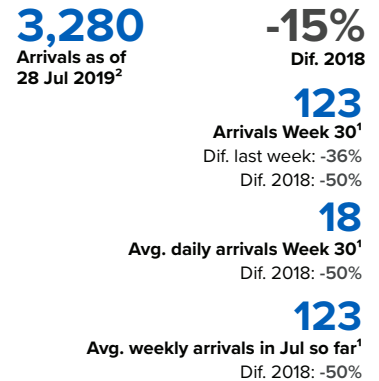 3,280
Arrivals as of
28 Jul 2019²
-15%
Dif. 2018
123
Arrivals Week 30¹
Dif. last week: -36%
Dif. 2018: -50%
18
Avg. daily arrivals Week 30¹
Dif. 2018: -50%
123
Avg. weekly arrivals in Jul so far¹
Dif. 2018: -50%